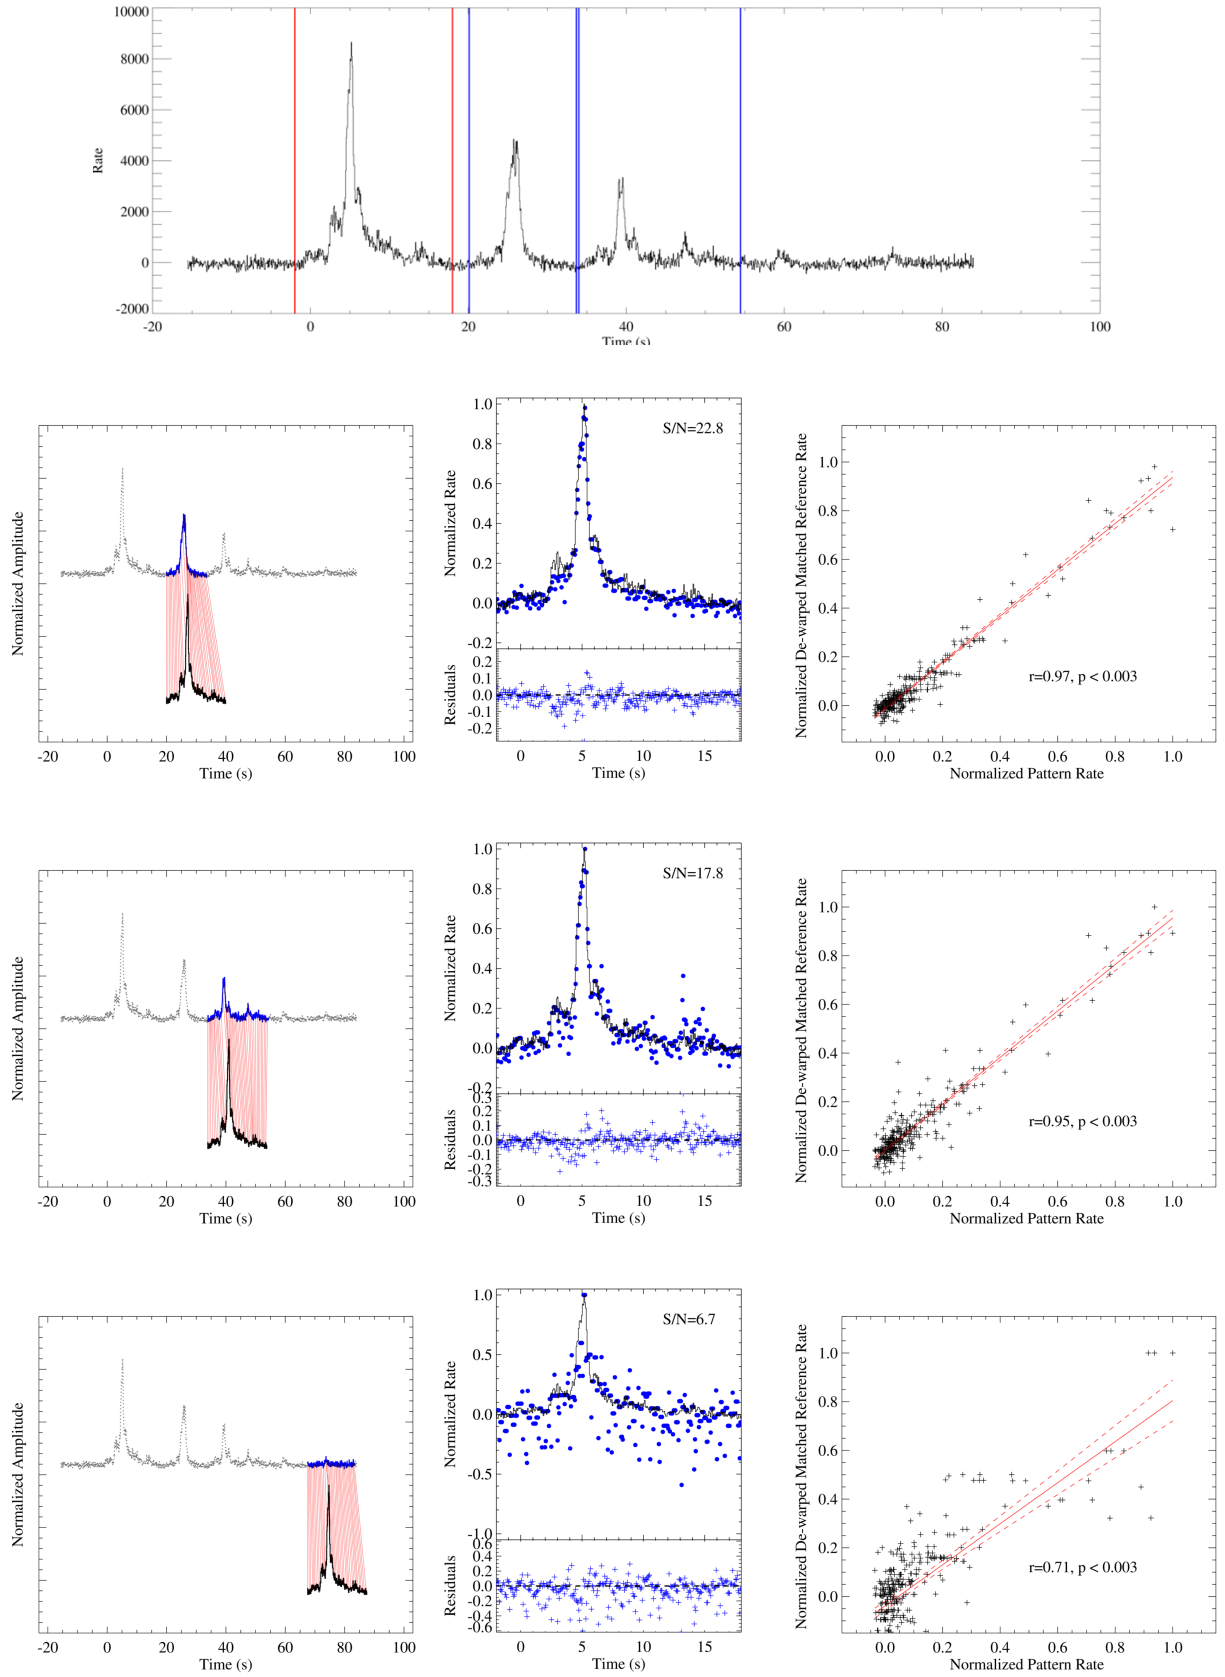 10000
8000
6000
4000
2000
0
-2000
Rate
-20 0 20 40 60 80 100
Time (s)
Normalized Amplitude
-20 0 20 40 60 80 100
Time (s)
1.0
0.8
0.6
0.4
0.2
0.0
-0.2
Normalized Rate
S/N=22.8
0.2
0.1
0.0
-0.1
-0.2
Residuals
0 5 10 15
Time (s)
Normalized De-warped Matched Reference Rate
1.0
0.8
0.6
0.4
0.2
0.0
r=0.97, p < 0.003
0.0 0.2 0.4 0.6 0.8 1.0
Normalized Pattern Rate
Normalized Amplitude
-20 0 20 40 60 80 100
Time (s)
1.0
0.8
0.6
0.4
0.2
0.0
-0.2
Normalized Rate
S/N=17.8
0.3
0.2
0.1
0.0
-0.1
-0.2
-0.3
Residuals
0 5 10 15
Time (s)
Normalized De-warped Matched Reference Rate
1.0
0.8
0.6
0.4
0.2
0.0
r=0.95, p < 0.003
0.0 0.2 0.4 0.6 0.8 1.0
Normalized Pattern Rate
Normalized Amplitude
-20 0 20 40 60 80 100
Time (s)
1.0
0.5
0.0
-0.5
-1.0
Normalized Rate
S/N=6.7
0.6
0.4
0.2
0.0
-0.2
-0.4
-0.6
Residuals
0 5 10 15
Time (s)
Normalized De-warped Matched Reference Rate
1.0
0.8
0.6
0.4
0.2
0.0
r=0.71, p < 0.003
0.0 0.2 0.4 0.6 0.8 1.0
Normalized Pattern Rate